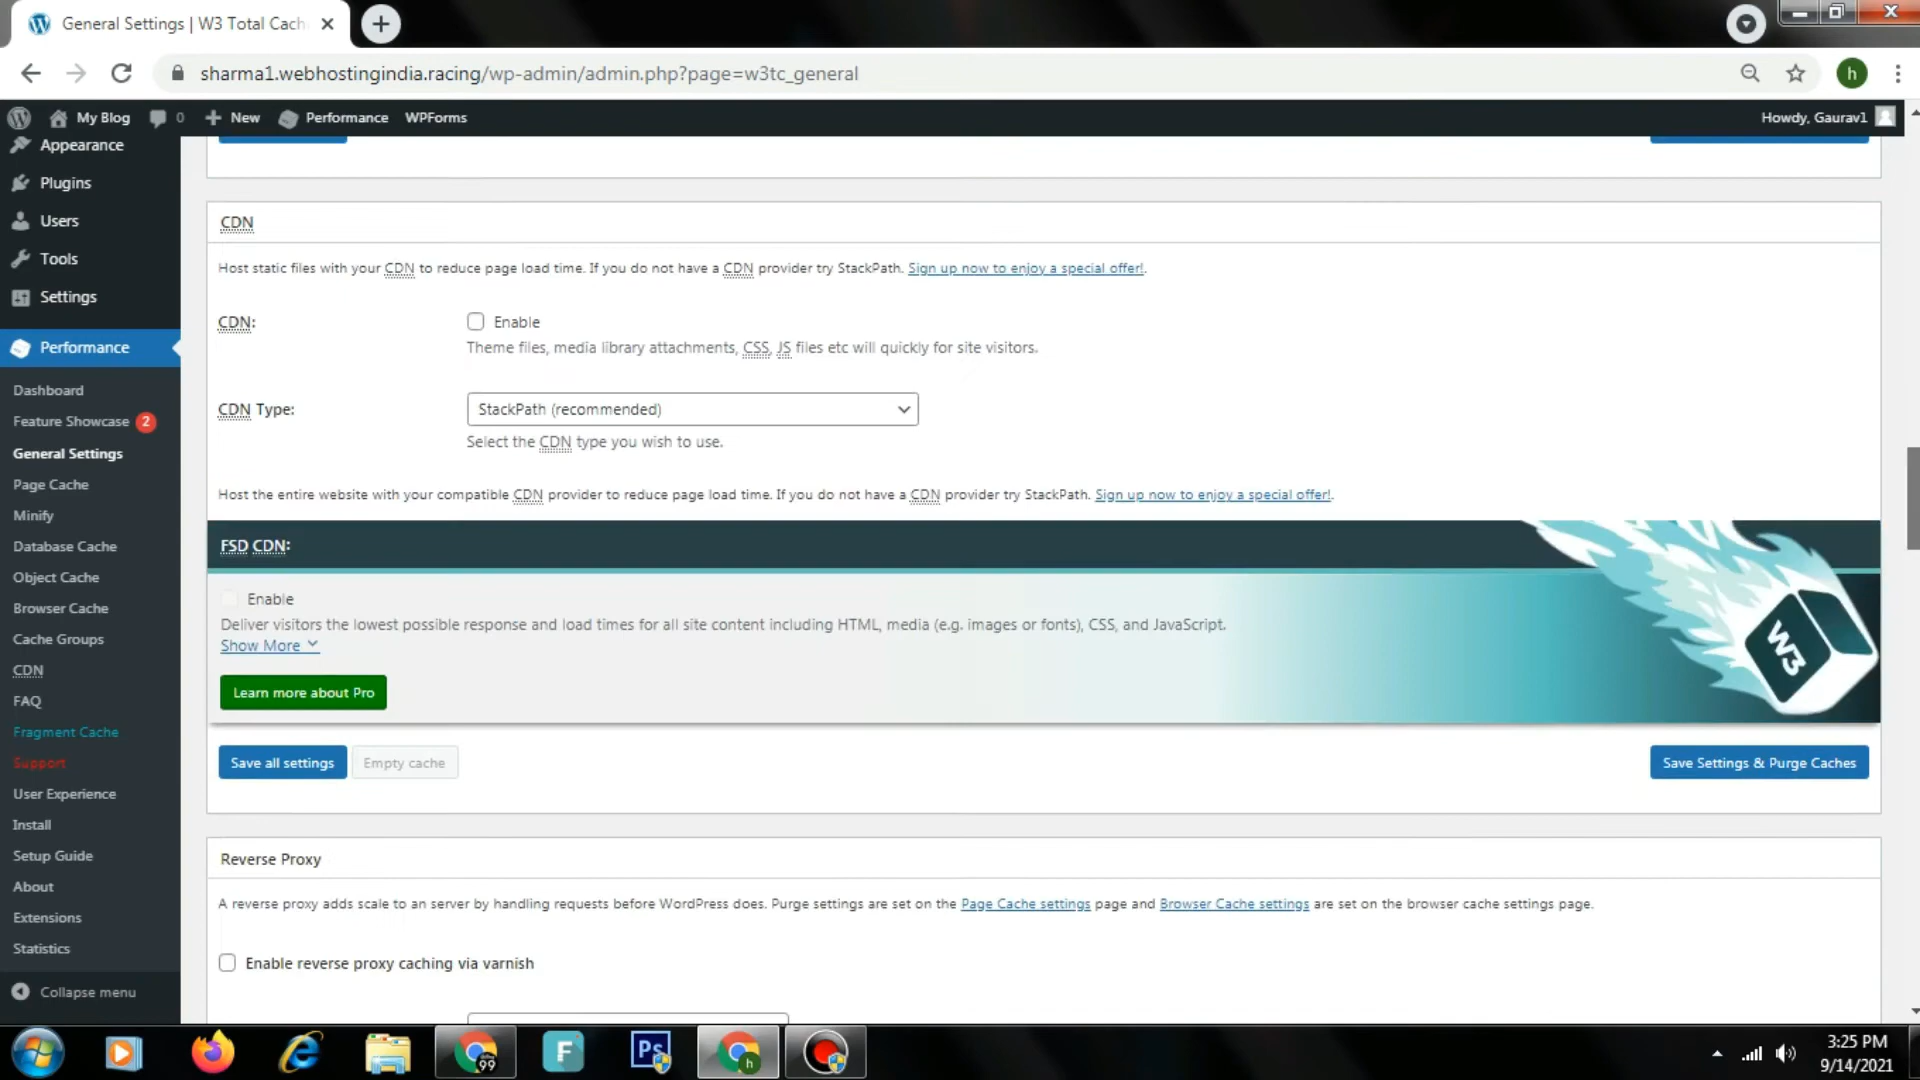 General Settings | W3 Total Cach
sharma1.webhostingindia.racing/wp-admin/admin.php?page=w3tc_general
h
My Blog 0 New Performance WPForms
Howdy, Gaurav1
Appearance
Plugins
Users
Tools
Settings
Performance
Dashboard
Feature Showcase 2
General Settings
Page Cache
Minify
Database Cache
Object Cache
Browser Cache
Cache Groups
CDN
FAQ
Fragment Cache
Support
User Experience
Install
Setup Guide
About
Extensions
Statistics
Collapse menu
CDN
Host static files with your CDN to reduce page load time. If you do not have a CDN provider try StackPath. Sign up now to enjoy a special offer!.
CDN: Enable
Theme files, media library attachments, CSS, JS files etc will quickly for site visitors.
CDN Type: StackPath (recommended)
Select the CDN type you wish to use.
Host the entire website with your compatible CDN provider to reduce page load time. If you do not have a CDN provider try StackPath. Sign up now to enjoy a special offer!.
FSD CDN:
Enable
Deliver visitors the lowest possible response and load times for all site content including HTML, media (e.g. images or fonts), CSS, and JavaScript.
Show More
W3
Learn more about Pro
Save all settings Empty cache Save Settings & Purge Caches
Reverse Proxy
A reverse proxy adds scale to an server by handling requests before WordPress does. Purge settings are set on the Page Cache settings page and Browser Cache settings are set on the browser cache settings page.
Enable reverse proxy caching via varnish
99
F
Ps
h
3:25 PM
9/14/2021